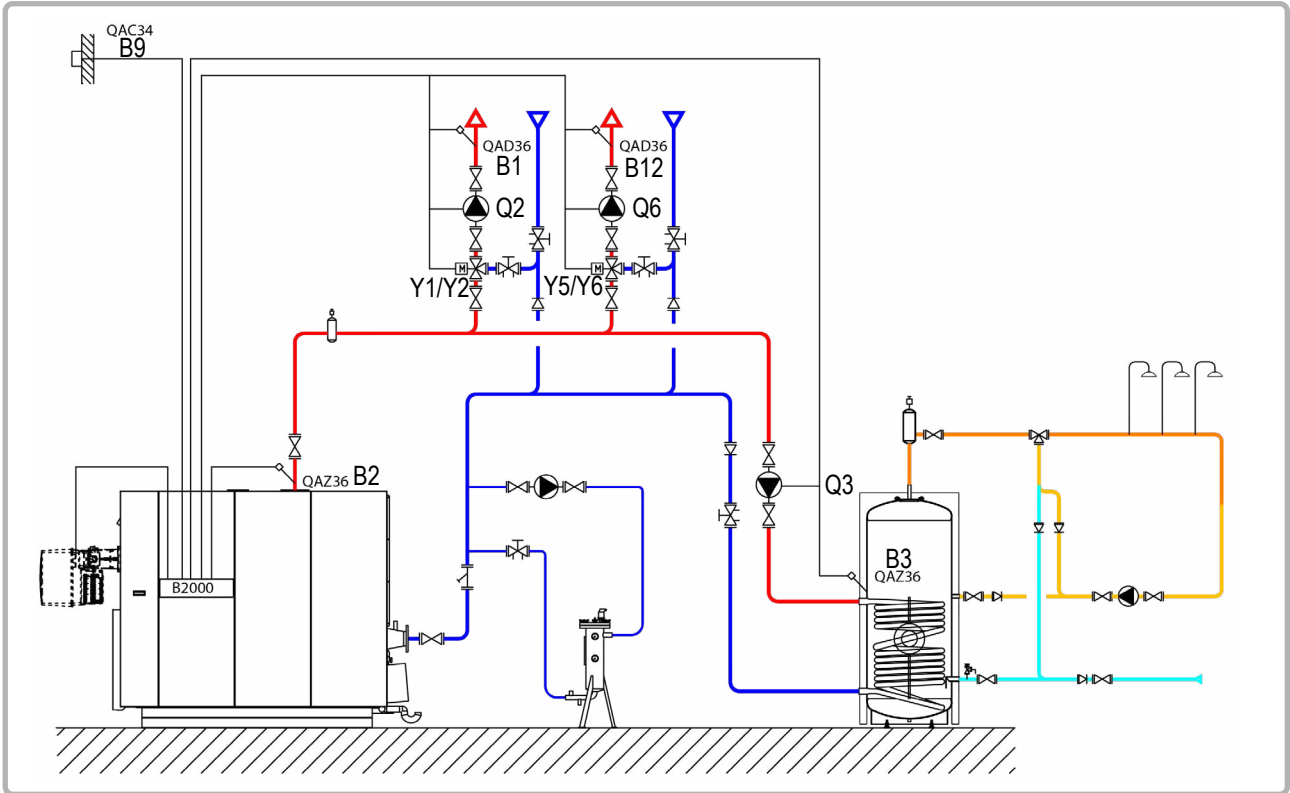 QAC34
B9
QAD36
B1
QAD36
B12
Q2
Q6
M
M
Y1/Y2
Y5/Y6
QAZ36 B2
Q3
B3
QAZ36
B2000